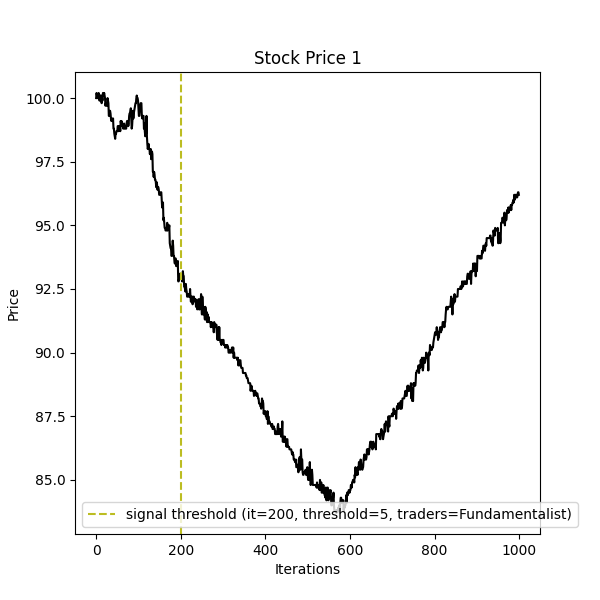 Stock Price 1
Price
100.0
97.5
95.0
92.5
90.0
87.5
85.0
signal threshold (it=200, threshold=5, traders=Fundamentalist)
0 200 400 600 800 1000
Iterations